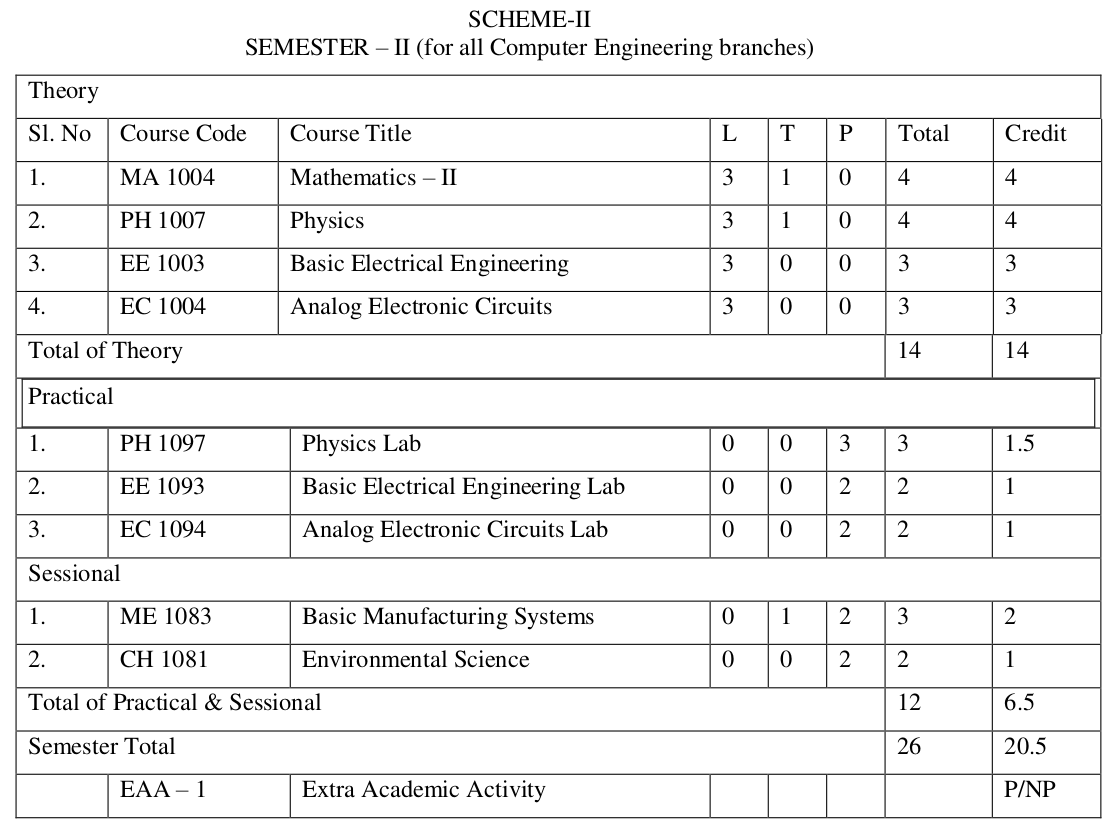 SCHEME-II
SEMESTER – II (for all Computer Engineering branches)
Theory
Sl. No Course Code Course Title L T P Total Credit
1. MA 1004 Mathematics – II 3 1 0 4 4
2. PH 1007 Physics 3 1 0 4 4
3. EE 1003 Basic Electrical Engineering 3 0 0 3 3
4. EC 1004 Analog Electronic Circuits 3 0 0 3 3
Total of Theory 14 14
Practical
1. PH 1097 Physics Lab 0 0 3 3 1.5
2. EE 1093 Basic Electrical Engineering Lab 0 0 2 2 1
3. EC 1094 Analog Electronic Circuits Lab 0 0 2 2 1
Sessional
1. ME 1083 Basic Manufacturing Systems 0 1 2 3 2
2. CH 1081 Environmental Science 0 0 2 2 1
Total of Practical & Sessional 12 6.5
Semester Total 26 20.5
EAA – 1 Extra Academic Activity P/NP